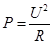 P = U²/R